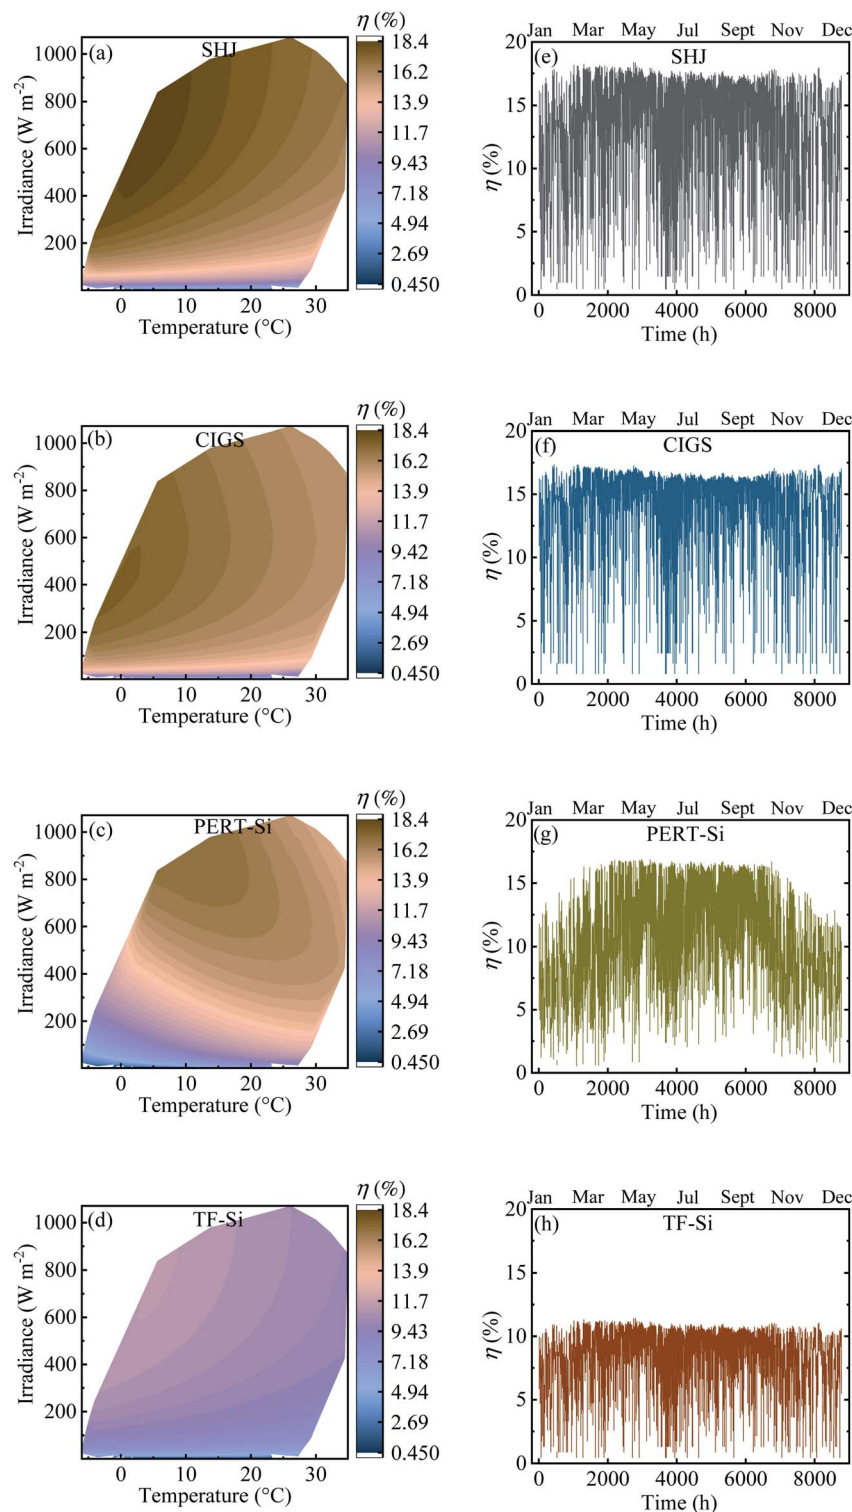 η (%)
(a) SHJ
1000
800
600
400
200
Irradiance (W m⁻²)
0 10 20 30
Temperature (°C)
18.4
16.2
13.9
11.7
9.43
7.18
4.94
2.69
0.450
Jan Mar May Jul Sept Nov Dec
(e) SHJ
20
15
10
5
0
η (%)
0 2000 4000 6000 8000
Time (h)
η (%)
(b) CIGS
1000
800
600
400
200
Irradiance (W m⁻²)
0 10 20 30
Temperature (°C)
18.4
16.2
13.9
11.7
9.42
7.18
4.94
2.69
0.450
Jan Mar May Jul Sept Nov Dec
(f) CIGS
20
15
10
5
0
η (%)
0 2000 4000 6000 8000
Time (h)
η (%)
(c) PERT-Si
1000
800
600
400
200
Irradiance (W m⁻²)
0 10 20 30
Temperature (°C)
18.4
16.2
13.9
11.7
9.43
7.18
4.94
2.69
0.450
Jan Mar May Jul Sept Nov Dec
(g) PERT-Si
20
15
10
5
0
η (%)
0 2000 4000 6000 8000
Time (h)
η (%)
(d) TF-Si
1000
800
600
400
200
Irradiance (W m⁻²)
0 10 20 30
Temperature (°C)
18.4
16.2
13.9
11.7
9.43
7.18
4.94
2.69
0.450
Jan Mar May Jul Sept Nov Dec
(h) TF-Si
20
15
10
5
0
η (%)
0 2000 4000 6000 8000
Time (h)